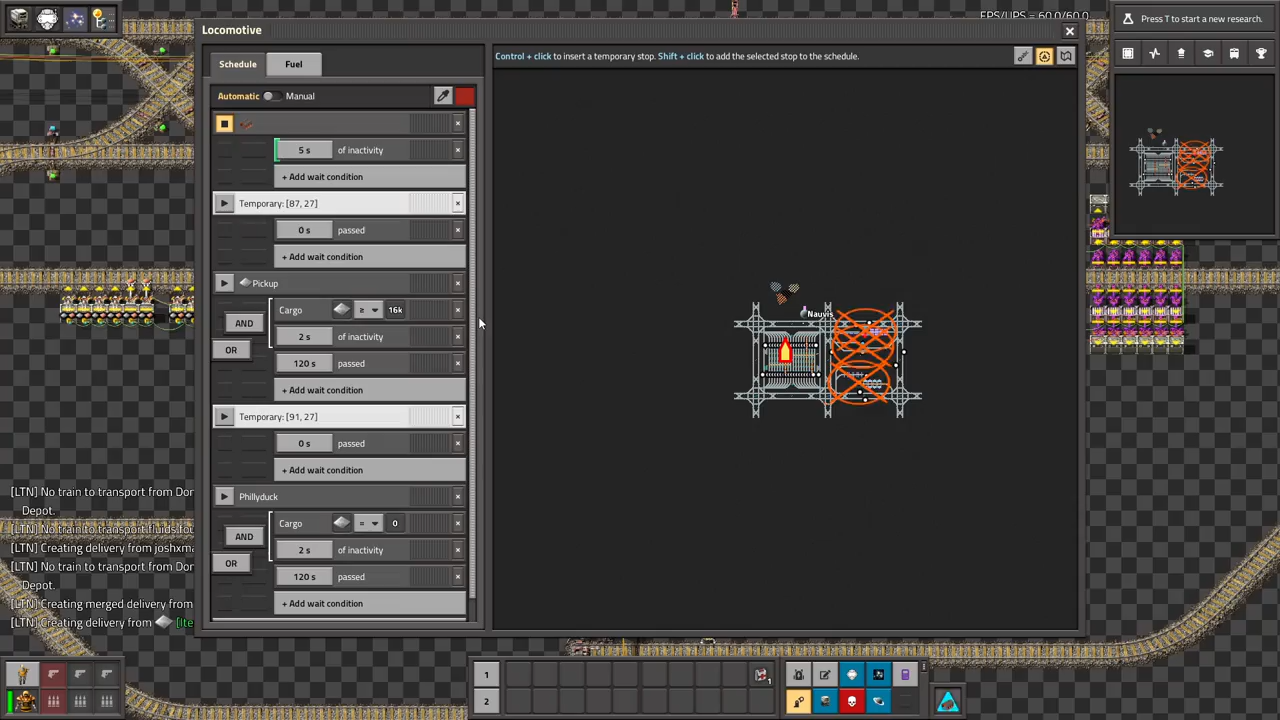 FPS/UPS = 60.0/60.0
Press T to start a new research.
Locomotive
Schedule
Fuel
Control + click to insert a temporary stop. Shift + click to add the selected stop to the schedule.
Automatic
Manual
5 s of inactivity
+ Add wait condition
Temporary: [87, 27]
0 s passed
+ Add wait condition
Pickup
Cargo ≥ 16k
AND
2 s of inactivity
OR
120 s passed
+ Add wait condition
Temporary: [91, 27]
0 s passed
+ Add wait condition
Phillyduck
Cargo = 0
AND
2 s of inactivity
OR
120 s passed
+ Add wait condition
Nauvis
[LTN] No train to transport from Dor
Depot.
[LTN] No train to transport fluids fo
[LTN] Creating delivery from joshxma
[LTN] No train to transport from Dor
Depot.
[LTN] Creating merged delivery from
[LTN] Creating delivery from [Ite
1
2
1